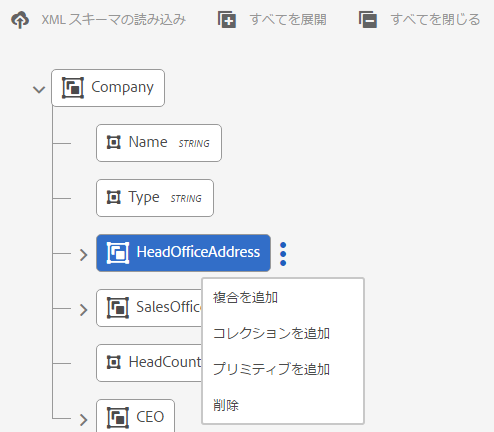 XML スキーマの読み込み すべてを展開 すべてを閉じる
Company
Name STRING
Type STRING
HeadOfficeAddress
複合を追加
SalesOffic
コレクションを追加
HeadCount
プリミティブを追加
削除
CEO